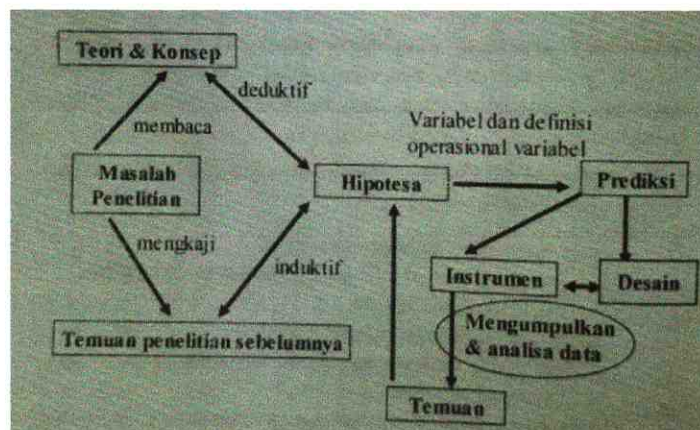 Teori & Konsep
deduktif
membaca
Variabel dan definisi
operasional variabel
Masalah
Penelitian
Hipotesa
Prediksi
mengkaji
induktif
Instrumen
Desain
Temuan penelitian sebelumnya
Mengumpulkan
& analisa data
Temuan